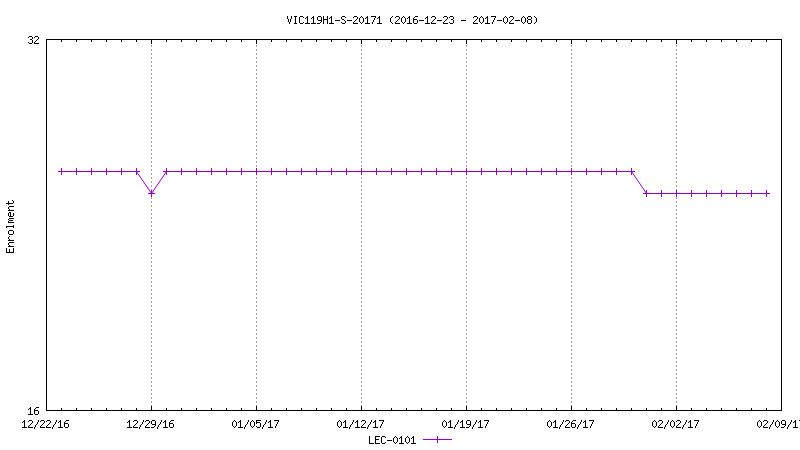 VIC119H1-S-20171 (2016-12-23 - 2017-02-08)
32
Enrolment
16
12/22/16 12/29/16 01/05/17 01/12/17 01/19/17 01/26/17 02/02/17 02/09/1
LEC-0101